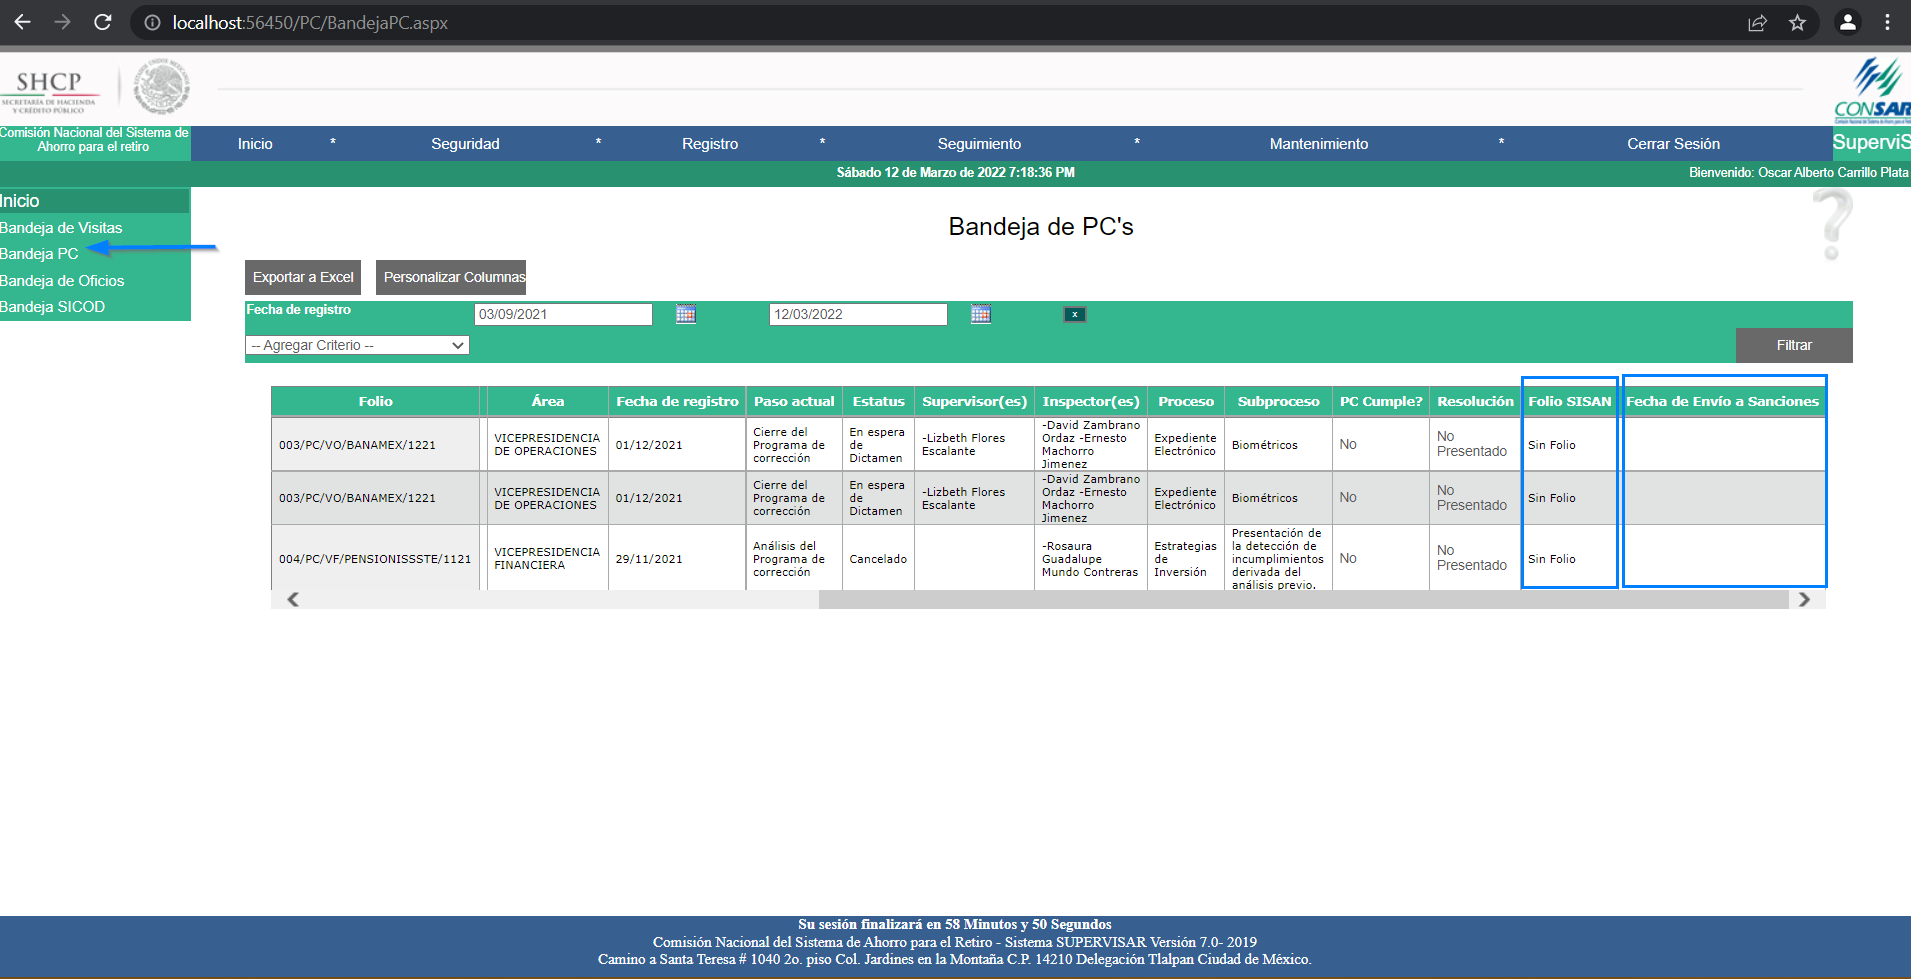 localhost:56450/PC/BandejaPC.aspx
SHCP
SECRETARÍA DE HACIENDA
Y CRÉDITO PÚBLICO
CONSAR
Comisión Nacional del Sistema de
Ahorro para el retiro
Inicio * Seguridad * Registro * Seguimiento * Mantenimiento * Cerrar Sesión
SuperviS
Sábado 12 de Marzo de 2022 7:18:36 PM
Bienvenido: Oscar Alberto Carrillo Plata
Inicio
Bandeja de Visitas
Bandeja PC
Bandeja de Oficios
Bandeja SICOD
Bandeja de PC's
?
Exportar a Excel Personalizar Columnas
Fecha de registro 03/09/2021 12/03/2022 x
-- Agregar Criterio -- Filtrar
Folio Área Fecha de registro Paso actual Estatus Supervisor(es) Inspector(es) Proceso Subproceso PC Cumple? Resolución Folio SISAN Fecha de Envío a Sanciones
003/PC/VO/BANAMEX/1221
VICEPRESIDENCIA
DE OPERACIONES
01/12/2021
Cierre del
Programa de
corrección
En espera
de
Dictamen
-Lizbeth Flores
Escalante
-David Zambrano
Ordaz -Ernesto
Machorro
Jimenez
Expediente
Electrónico
Biométricos
No
No
Presentado
Sin Folio
003/PC/VO/BANAMEX/1221
VICEPRESIDENCIA
DE OPERACIONES
01/12/2021
Cierre del
Programa de
corrección
En espera
de
Dictamen
-Lizbeth Flores
Escalante
-David Zambrano
Ordaz -Ernesto
Machorro
Jimenez
Expediente
Electrónico
Biométricos
No
No
Presentado
Sin Folio
004/PC/VF/PENSIONISSSTE/1121
VICEPRESIDENCIA
FINANCIERA
29/11/2021
Análisis del
Programa de
corrección
Cancelado
-Rosaura
Guadalupe
Mundo Contreras
Estrategias
de
Inversión
Presentación de
la detección de
incumplimientos
derivada del
análisis previo.
No
No
Presentado
Sin Folio
Su sesión finalizará en 58 Minutos y 50 Segundos
Comisión Nacional del Sistema de Ahorro para el Retiro - Sistema SUPERVISAR Versión 7.0- 2019
Camino a Santa Teresa # 1040 2o. piso Col. Jardines en la Montaña C.P. 14210 Delegación Tlalpan Ciudad de México.